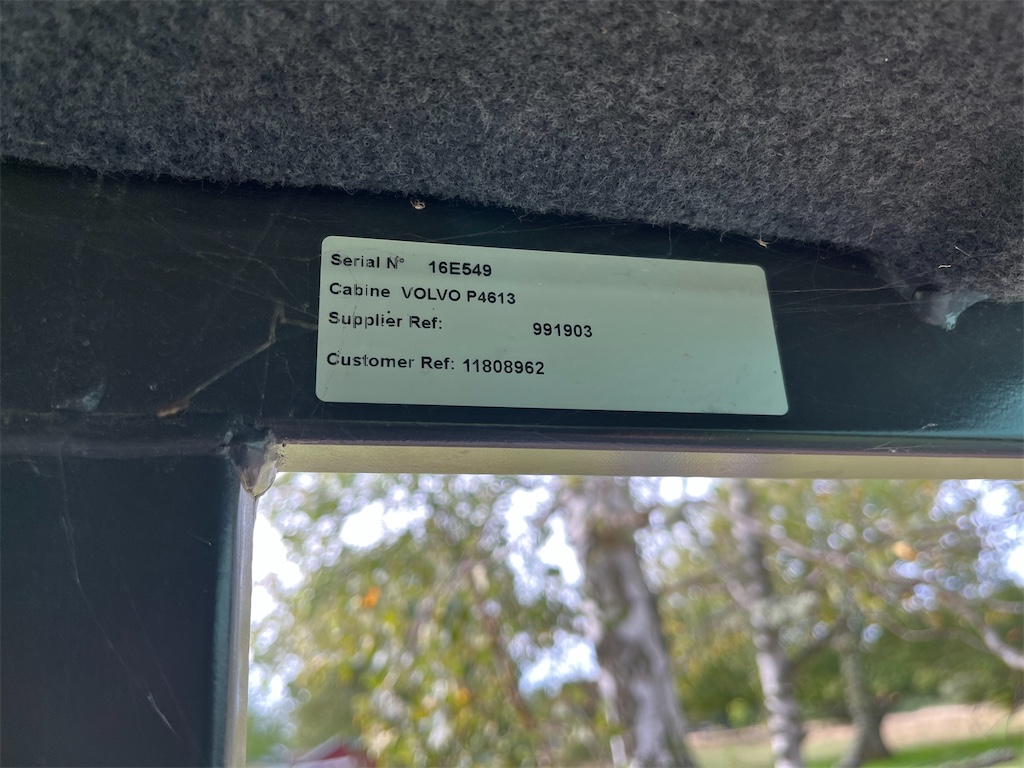 Serial N° 16E549
Cabine VOLVO P4613
Supplier Ref: 991903
Customer Ref: 11808962